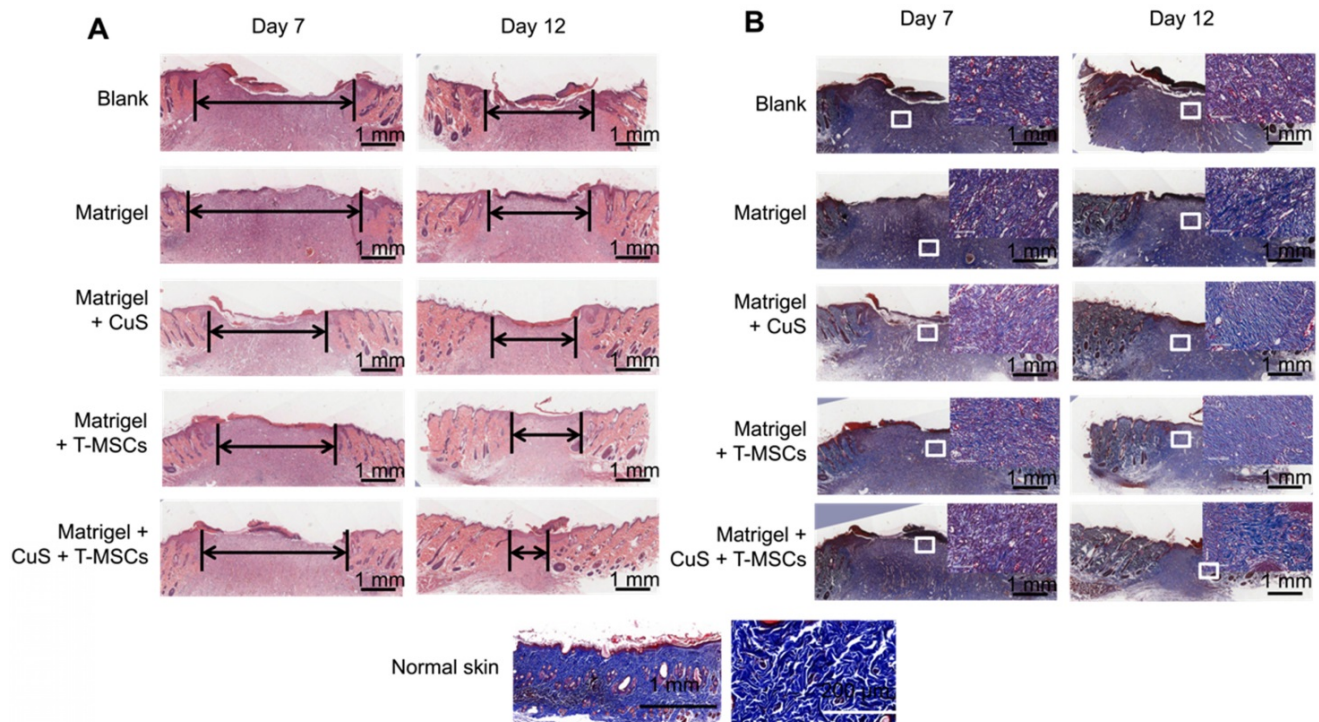 A
Day 7
Day 12
B
Day 7
Day 12
Blank
1 mm
1 mm
Blank
1 mm
1 mm
Matrigel
1 mm
1 mm
Matrigel
1 mm
1 mm
Matrigel
+ CuS
1 mm
1 mm
Matrigel
+ CuS
1 mm
1 mm
Matrigel
+ T-MSCs
1 mm
1 mm
Matrigel
+ T-MSCs
1 mm
1 mm
Matrigel +
CuS + T-MSCs
1 mm
1 mm
Matrigel +
CuS + T-MSCs
1 mm
1 mm
Normal skin
1 mm
200 μm